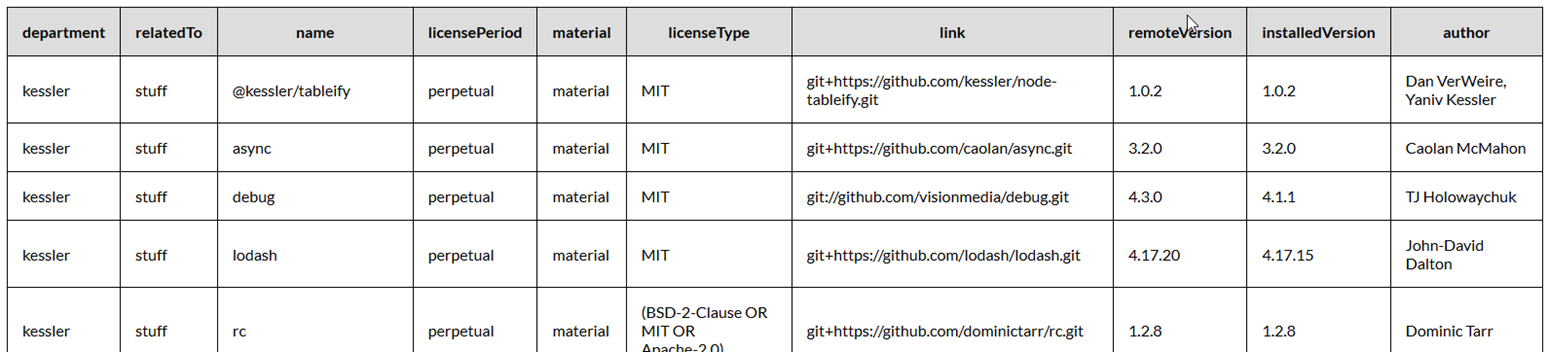 department relatedTo name licensePeriod material licenseType link remoteVersion installedVersion author
kessler stuff @kessler/tableify perpetual material MIT git+https://github.com/kessler/node-
tableify.git 1.0.2 1.0.2 Dan VerWeire,
Yaniv Kessler
kessler stuff async perpetual material MIT git+https://github.com/caolan/async.git 3.2.0 3.2.0 Caolan McMahon
kessler stuff debug perpetual material MIT git://github.com/visionmedia/debug.git 4.3.0 4.1.1 TJ Holowaychuk
kessler stuff lodash perpetual material MIT git+https://github.com/lodash/lodash.git 4.17.20 4.17.15 John-David
Dalton
kessler stuff rc perpetual material (BSD-2-Clause OR
MIT OR
Apache-2.0) git+https://github.com/dominictarr/rc.git 1.2.8 1.2.8 Dominic Tarr